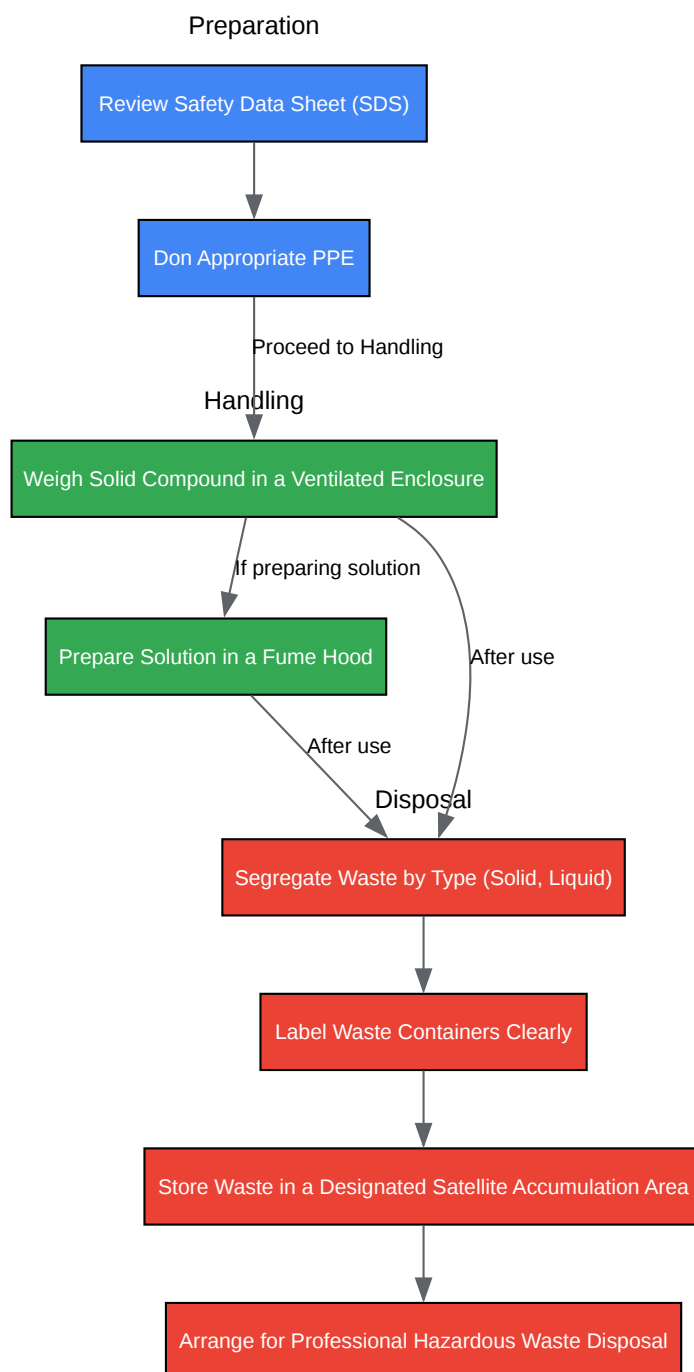 Preparation
Review Safety Data Sheet (SDS)
Don Appropriate PPE
Proceed to Handling
Handling
Weigh Solid Compound in a Ventilated Enclosure
If preparing solution
Prepare Solution in a Fume Hood
After use
After use
Disposal
Segregate Waste by Type (Solid, Liquid)
Label Waste Containers Clearly
Store Waste in a Designated Satellite Accumulation Area
Arrange for Professional Hazardous Waste Disposal